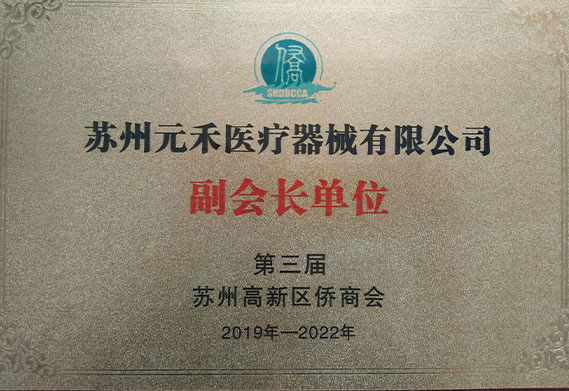 僑
SNDOCCA
苏州元禾医疗器械有限公司
副会长单位
第三届
苏州高新区侨商会
2019年—2022年